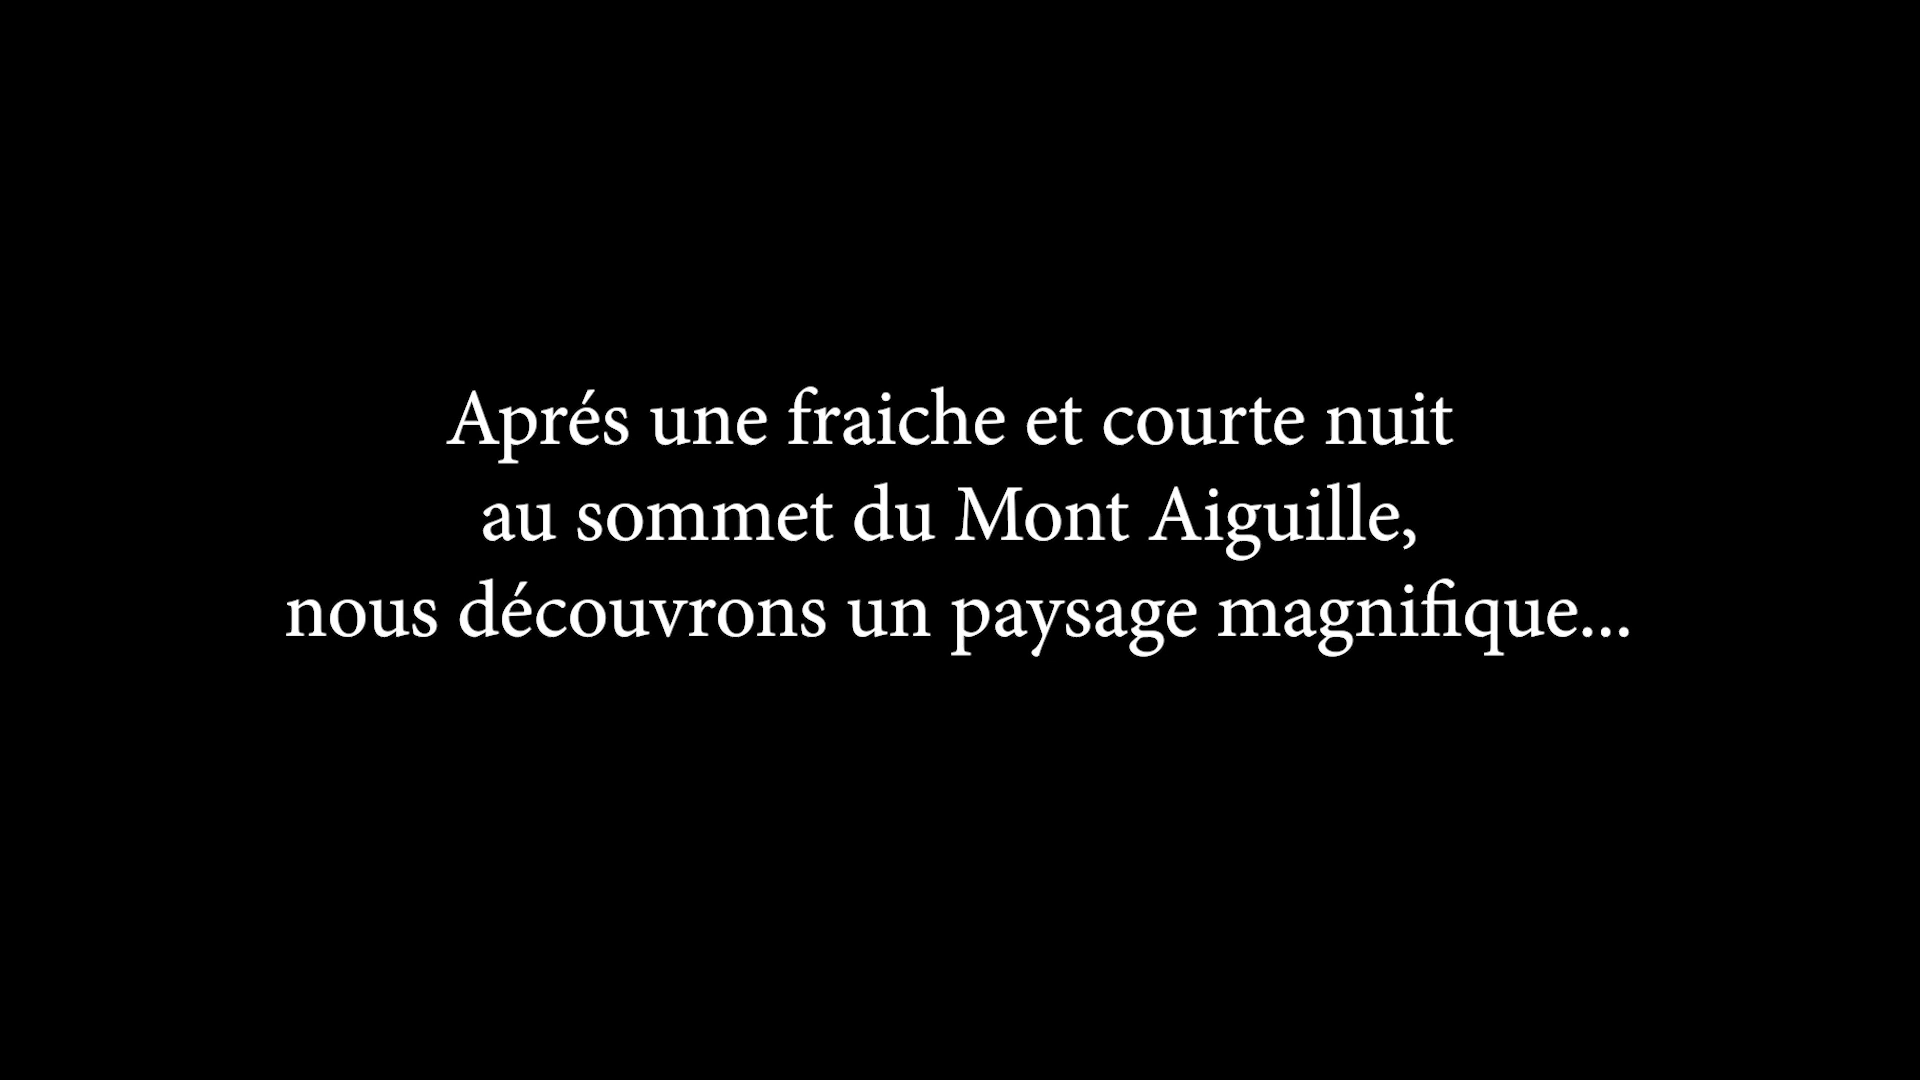 Aprés une fraiche et courte nuit
au sommet du Mont Aiguille,
nous découvrons un paysage magnifique...